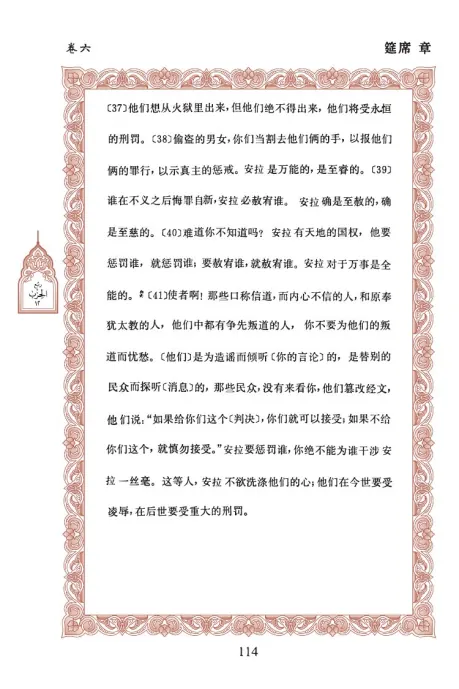 卷六
筵席 章
〔37〕他们想从火狱里出来,但他们绝不得出来,他们将受永恒
的刑罚。〔38〕偷盗的男女,你们当割去他们俩的手,以报他们
俩的罪行,以示真主的惩戒。安拉是万能的,是至睿的。〔39〕
谁在不义之后悔罪自新,安拉必赦宥谁。 安拉确是至赦的,确
是至慈的。〔40〕难道你不知道吗? 安拉有天地的国权, 他要
惩罚谁, 就惩罚谁; 要赦宥谁,就赦宥谁。安拉 对于万事是全
能的。 〔41〕使者啊! 那些口称信道,而内心不信的人,和原奉
犹太教的人, 他们中都有争先叛道的人, 你不要为他们的叛
道而忧愁。〔他们〕是为造谣而倾听〔你的言论〕的, 是替别的
民众而探听〔消息〕的, 那些民众,没有来看你,他们篡改经文,
他们说:“如果给你们这个〔判决〕,你们就可以接受;如果不给
你们这个,就慎勿接受。”安拉要惩罚谁,你绝不能为谁干涉安
拉一丝毫。 这等人, 安拉不欲洗涤他们的心;他们在今世要受
凌辱,在后世要受重大的刑罚。
ربع
الحزب
١٢
114